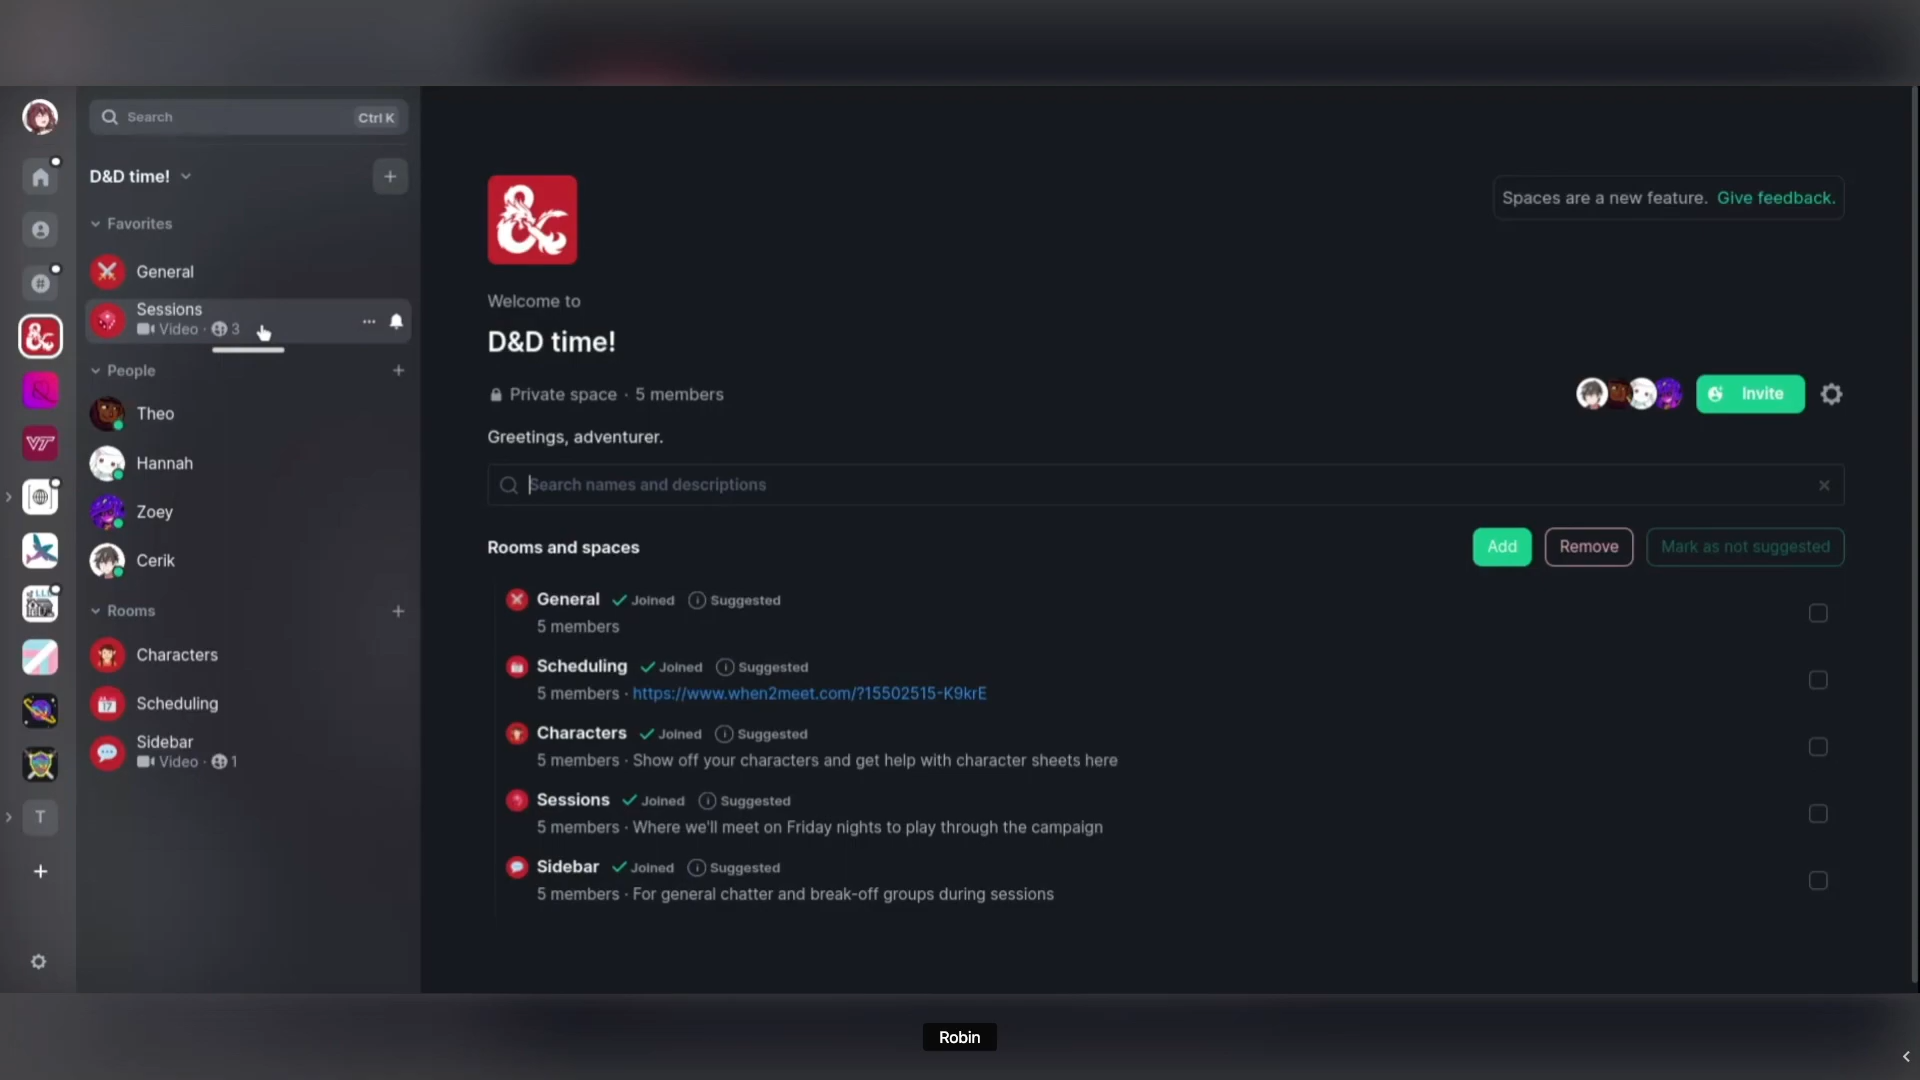 Search Ctrl K
D&D time!
Favorites
General
Sessions
Video · 3
People
Theo
Hannah
Zoey
Cerik
Rooms
Characters
Scheduling
Sidebar
Video · 1
VT
T
Spaces are a new feature. Give feedback.
Welcome to
D&D time!
Private space · 5 members
Invite
Greetings, adventurer.
Search names and descriptions
Rooms and spaces
Add Remove Mark as not suggested
General Joined Suggested
5 members
Scheduling Joined Suggested
5 members · https://www.when2meet.com/?15502515-K9krE
Characters Joined Suggested
5 members · Show off your characters and get help with character sheets here
Sessions Joined Suggested
5 members · Where we'll meet on Friday nights to play through the campaign
Sidebar Joined Suggested
5 members · For general chatter and break-off groups during sessions
Robin